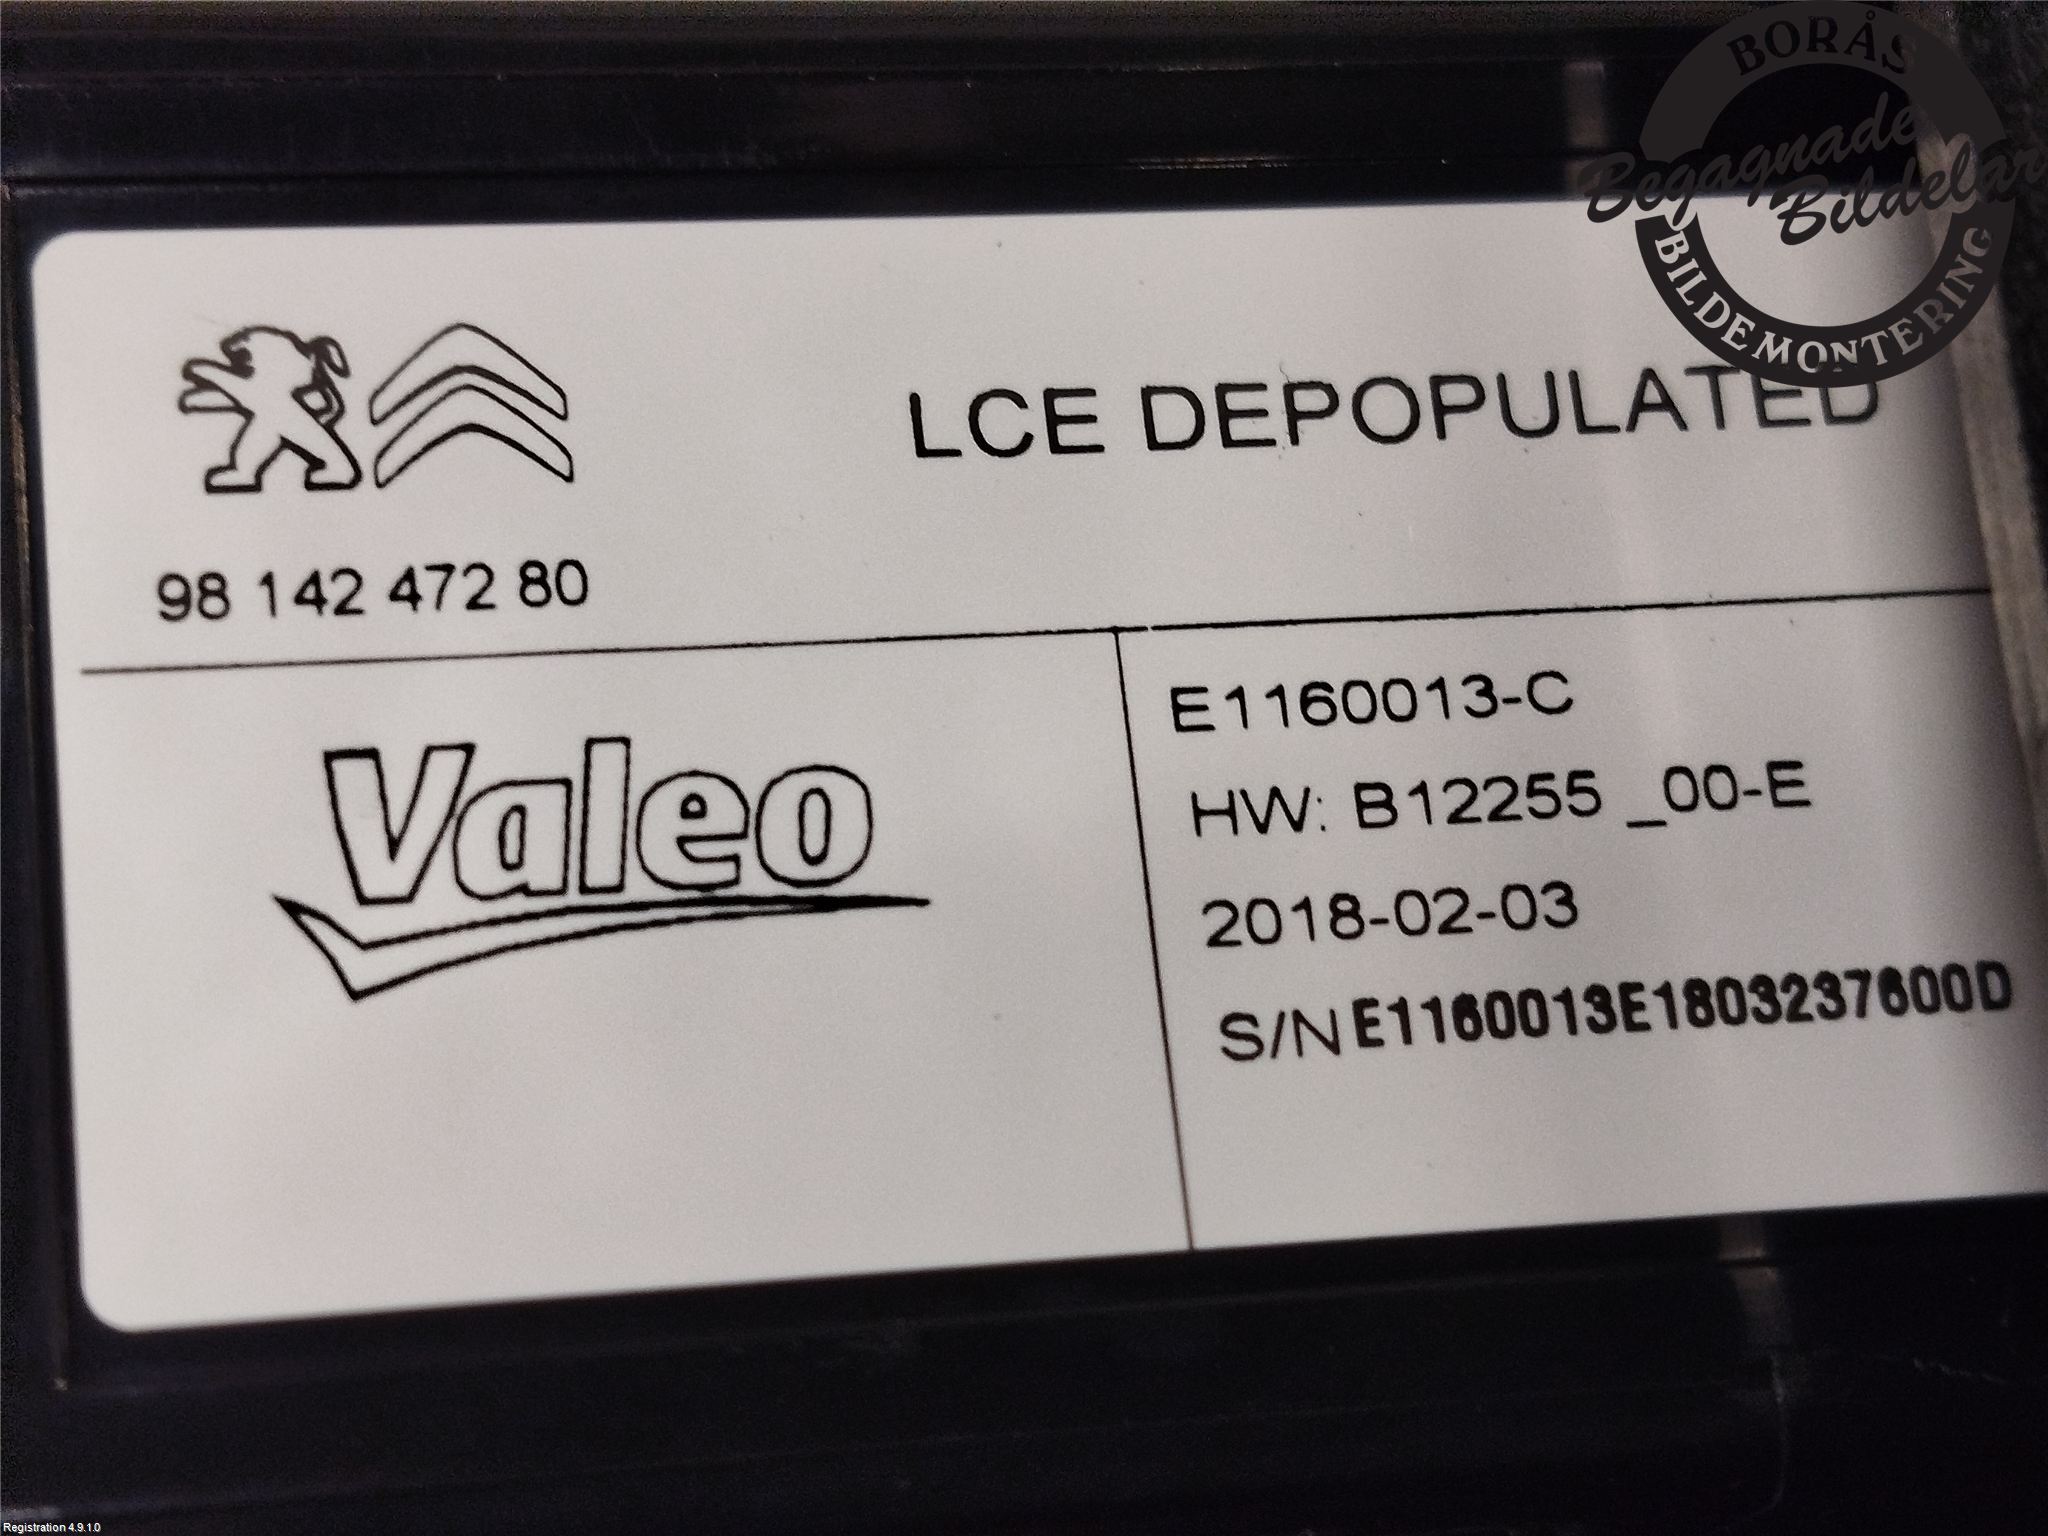 BORÅS
Begagnade
Bildelar
BILDEMONTERING
LCE DEPOPULATED
98 142 472 80
Valeo
E1160013-C
HW: B12255 _00-E
2018-02-03
S/N E1160013E1803237600D
Registration 4.9.1.0